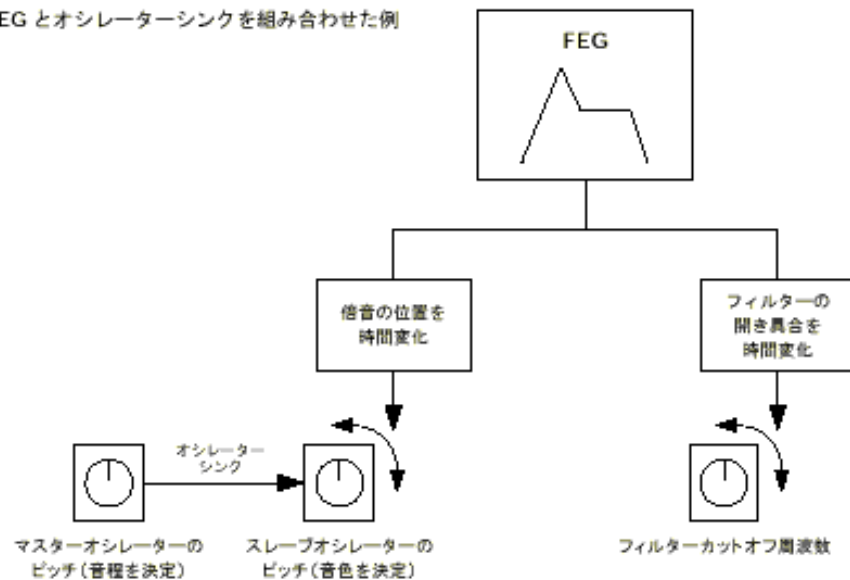 EG とオシレーターシンクを組み合わせた例
FEG
倍音の位置を
時間変化
フィルターの
開き具合を
時間変化
オシレーター
シンク
マスターオシレーターの
ピッチ(音程を決定)
スレーブオシレーターの
ピッチ(音色を決定)
フィルターカットオフ周波数